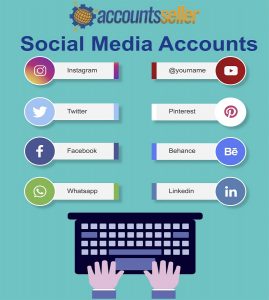 accountsseller
Social Media Accounts
Instagram
@yourname
Twitter
Pinterest
Facebook
Behance
Whatsapp
Linkedin